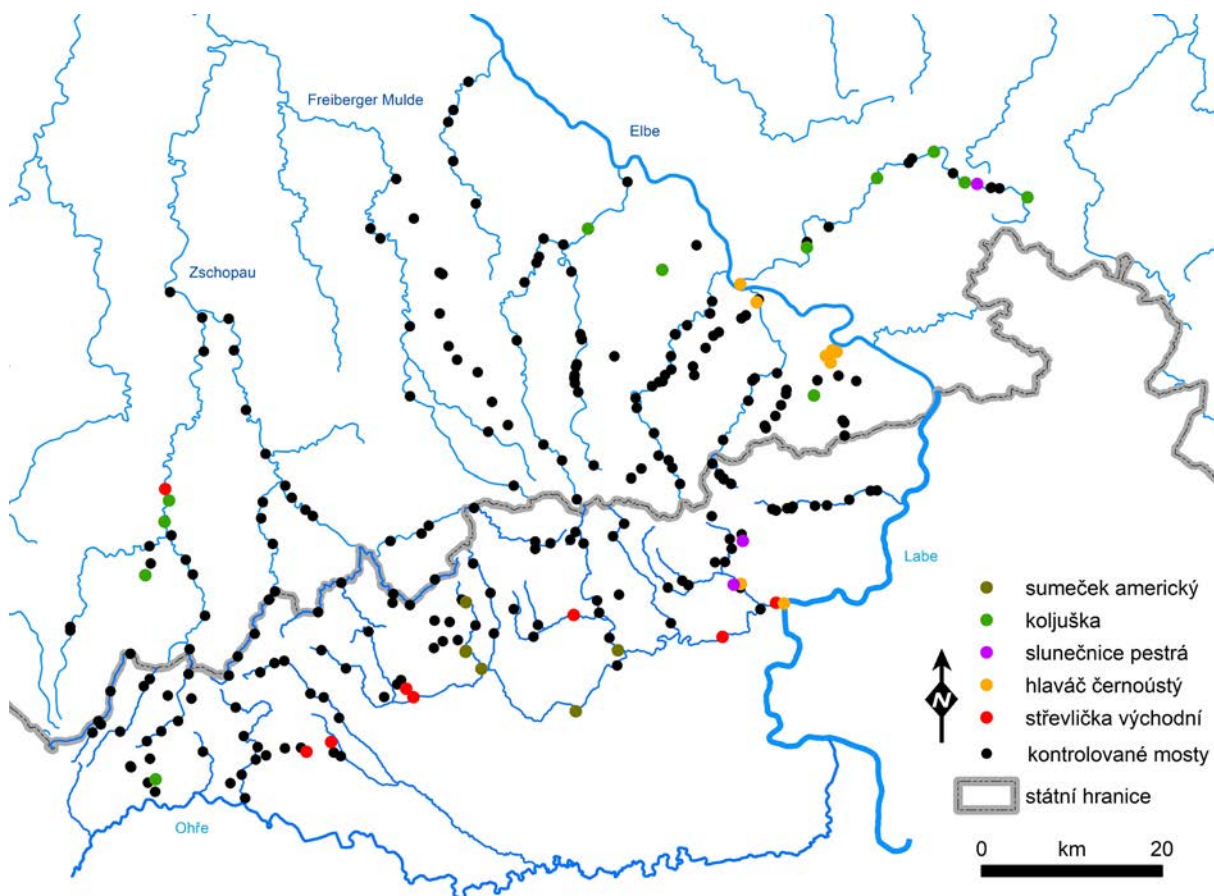 Freiberger Mulde
Elbe
Zschopau
Labe
Ohře
sumeček americký
koljuška
slunečnice pestrá
hlaváč černoústý
střevlička východní
kontrolované mosty
státní hranice
N
km
0 20